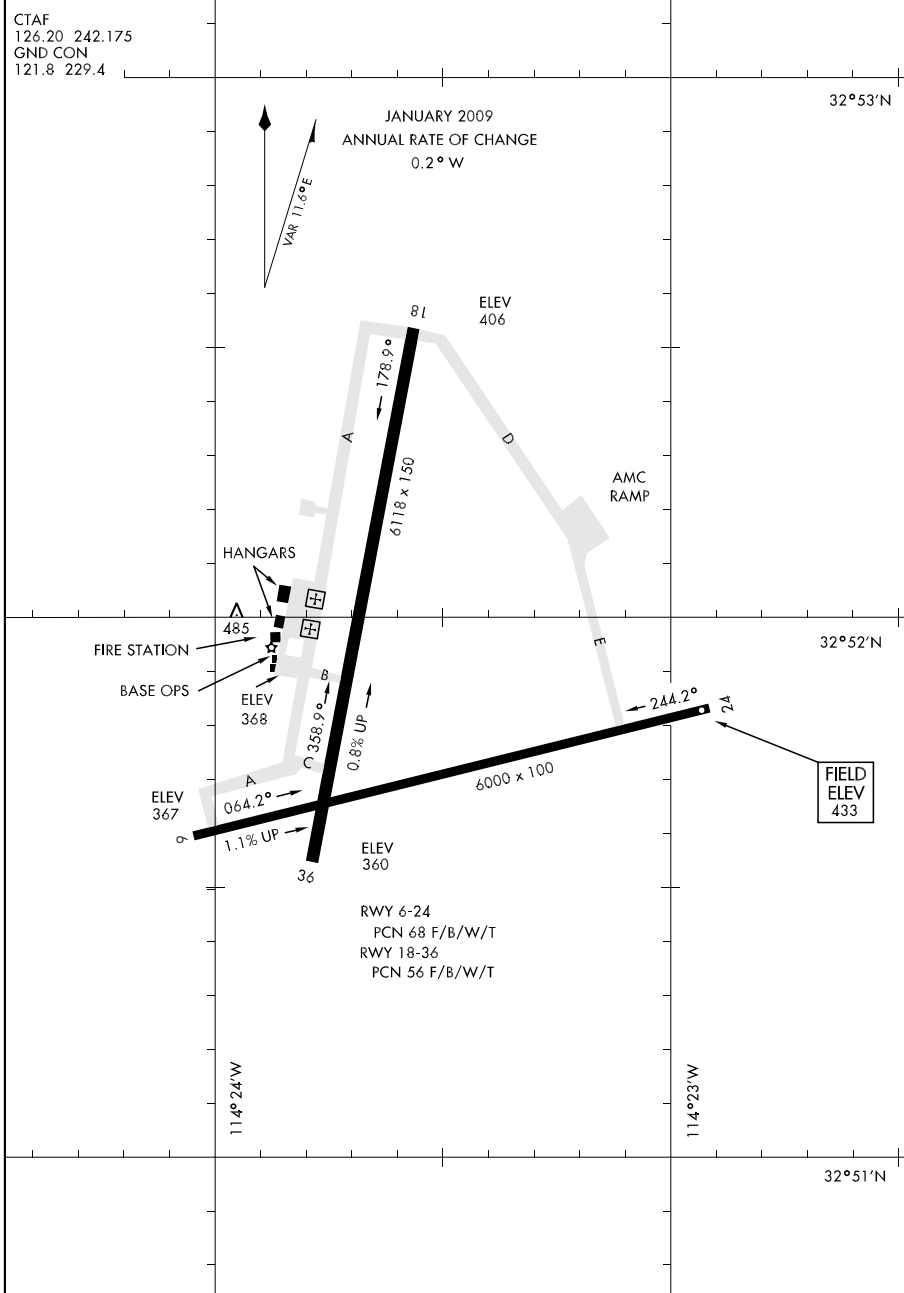 CTAF
126.20 242.175
GND CON
121.8 229.4
32°53'N
JANUARY 2009
ANNUAL RATE OF CHANGE
0.2° W
VAR 11.6°E
18
ELEV
406
178.9°
A
D
6118 x 150
AMC
RAMP
HANGARS
485
32°52'N
FIRE STATION
E
BASE OPS
B
ELEV
368
358.9°
0.8% UP
244.2°
24
C
A
FIELD
ELEV
433
6000 x 100
ELEV
367
064.2°
6
1.1% UP
ELEV
360
36
RWY 6-24
PCN 68 F/B/W/T
RWY 18-36
PCN 56 F/B/W/T
114°24'W
114°23'W
32°51'N